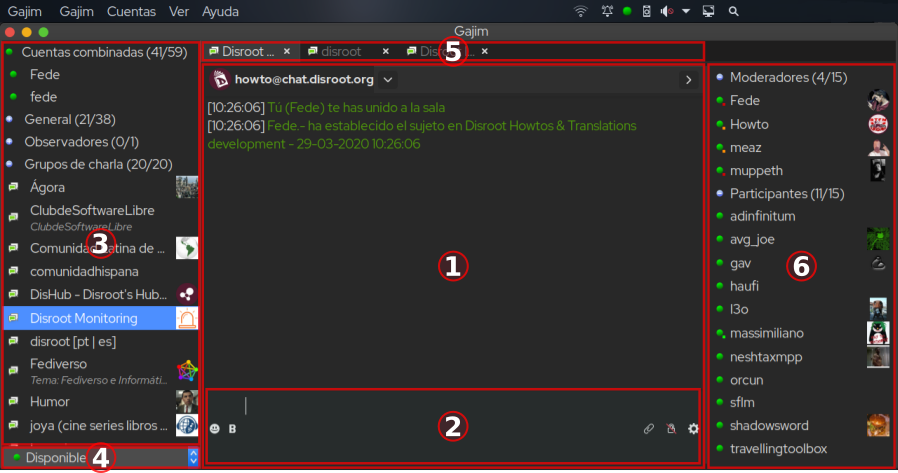 Gajim Gajim Cuentas Ver Ayuda
Gajim
Cuentas combinadas (41/59)
Fede
fede
General (21/38)
Observadores (0/1)
Grupos de charla (20/20)
Ágora
ClubdeSoftwareLibre
ClubdeSoftwareLibre
3
comunidadhispana
DisHub - Disroot's Hub...
Disroot Monitoring
disroot [pt | es]
Fediverso
Tema: Fediverso e Informáti...
Humor
joya (cine series libros ...
Disponible
4
Disroot ... ×
disroot ×
5
×
howto@chat.disroot.org
[10:26:06] Tú (Fede) te has unido a la sala
[10:26:06] Fede.- ha establecido el sujeto en Disroot Howtos & Translations
development - 29-03-2020 10:26:06
1
B
2
Moderadores (4/15)
Fede
Howto
meaz
muppeth
Participantes (11/15)
adinfinitum
avg_joe
gav
6
haufi
l3o
massimiliano
neshtaxmpp
orcun
sflm
shadowsword
travellingtoolbox